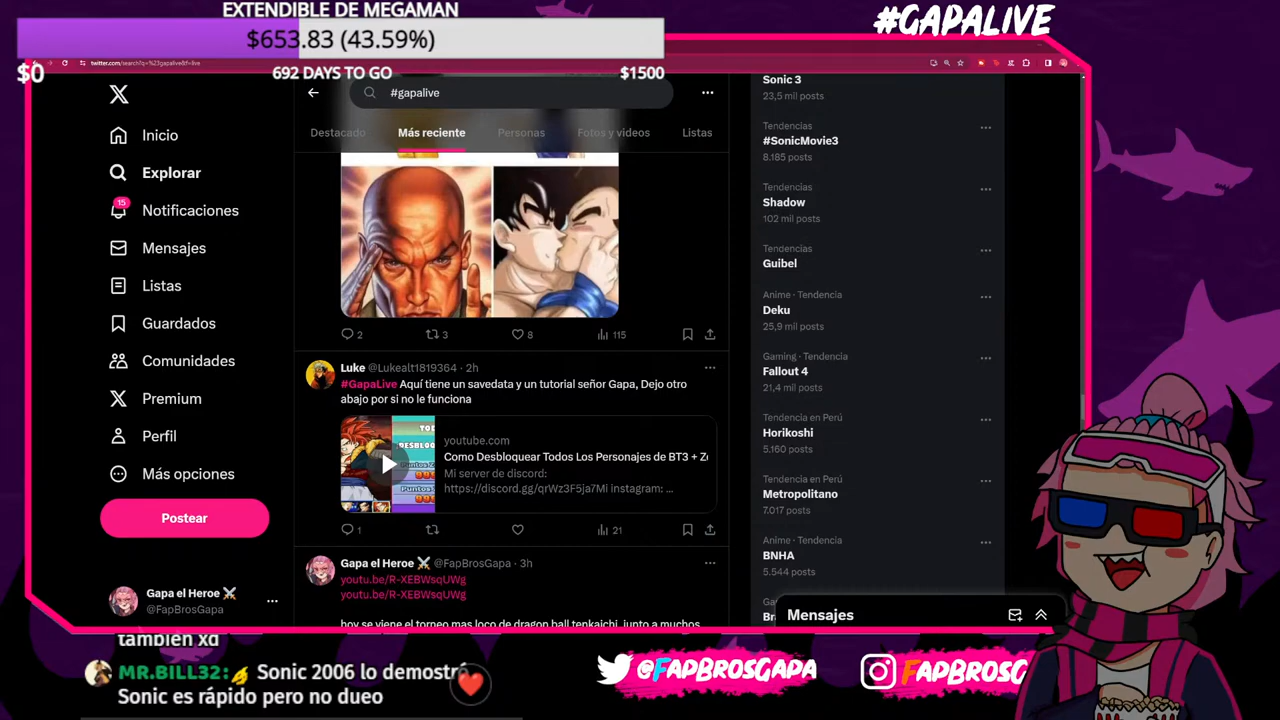 EXTENDIBLE DE MEGAMAN
$653.83 (43.59%)
$0
692 DAYS TO GO
$1500
#GAPALIVE
twitter.com/search?q=%23gapalive&f=live
#gapalive
Destacado
Más reciente
Personas
Fotos y videos
Listas
Inicio
Explorar
15
Notificaciones
Mensajes
Listas
Guardados
Comunidades
Premium
Perfil
Más opciones
Postear
Gapa el Heroe ⚔️
@FapBrosGapa
2
3
8
115
Luke @Lukealt1819364 · 2h
#GapaLive Aquí tiene un savedata y un tutorial señor Gapa, Dejo otro
abajo por si no le funciona
youtube.com
Como Desbloquear Todos Los Personajes de BT3 + Z
Mi server de discord:
https://discord.gg/qrWz3F5ja7Mi instagram: ...
1
21
Gapa el Heroe ⚔️ @FapBrosGapa · 3h
youtu.be/R-XEBWsqUWg
youtu.be/R-XEBWsqUWg
hoy se viene el torneo mas loco de dragon ball tenkaichi, junto a muchos
Sonic 3
23,5 mil posts
Tendencias
#SonicMovie3
8.185 posts
Tendencias
Shadow
102 mil posts
Tendencias
Guibel
Anime · Tendencia
Deku
25,9 mil posts
Gaming · Tendencia
Fallout 4
21,4 mil posts
Tendencia en Perú
Horikoshi
5.160 posts
Tendencia en Perú
Metropolitano
7.017 posts
Anime · Tendencia
BNHA
5.544 posts
Mensajes
también xd
MR.BILL32: Sonic 2006 lo demostró
Sonic es rápido pero no dueo
@FAPBROSGAPA
FAPBROSG